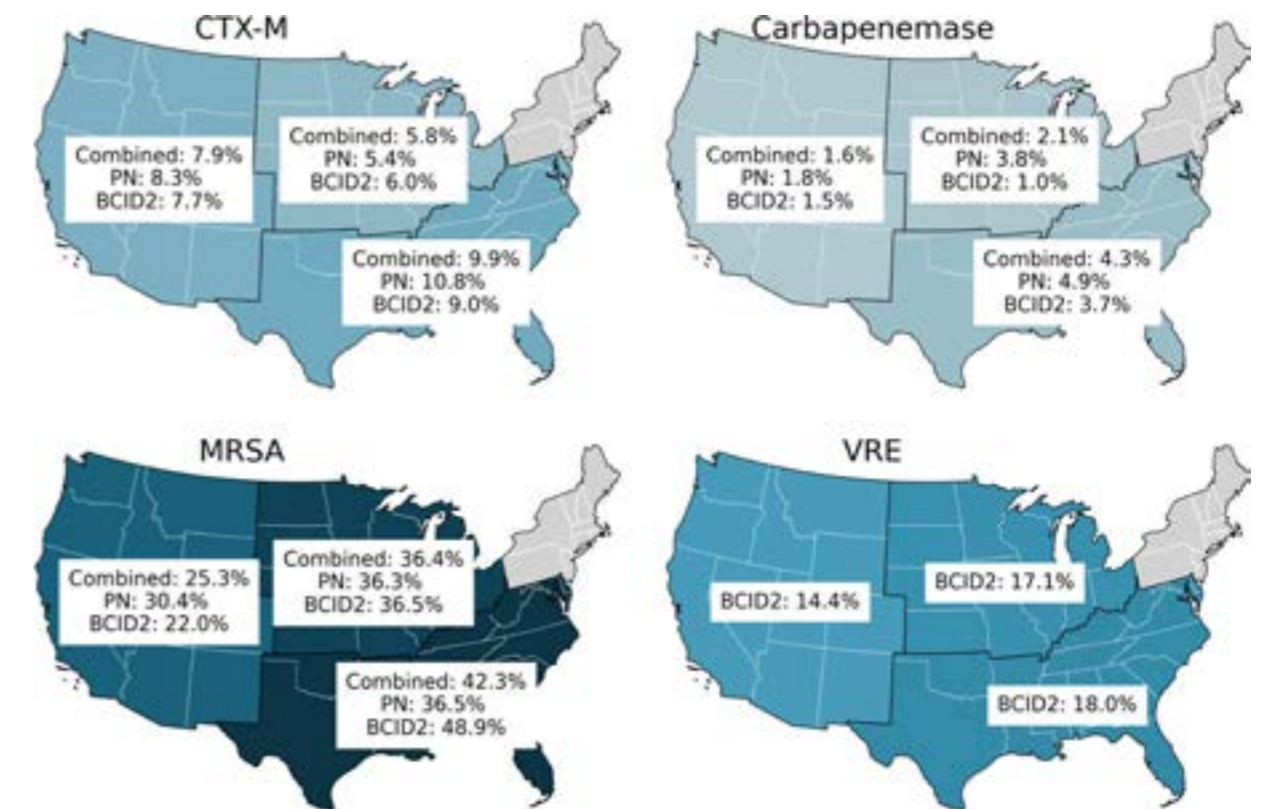 CTX-M
Combined: 7.9%
PN: 8.3%
BCID2: 7.7%
Combined: 5.8%
PN: 5.4%
BCID2: 6.0%
Combined: 9.9%
PN: 10.8%
BCID2: 9.0%
Carbapenemase
Combined: 1.6%
PN: 1.8%
BCID2: 1.5%
Combined: 2.1%
PN: 3.8%
BCID2: 1.0%
Combined: 4.3%
PN: 4.9%
BCID2: 3.7%
MRSA
Combined: 25.3%
PN: 30.4%
BCID2: 22.0%
Combined: 36.4%
PN: 36.3%
BCID2: 36.5%
Combined: 42.3%
PN: 36.5%
BCID2: 48.9%
VRE
BCID2: 14.4%
BCID2: 17.1%
BCID2: 18.0%